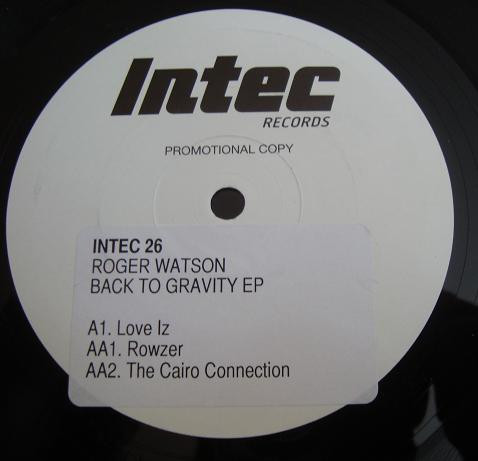 Intec
RECORDS
PROMOTIONAL COPY
INTEC 26
ROGER WATSON
BACK TO GRAVITY EP
A1. Love Iz
AA1. Rowzer
AA2. The Cairo Connection